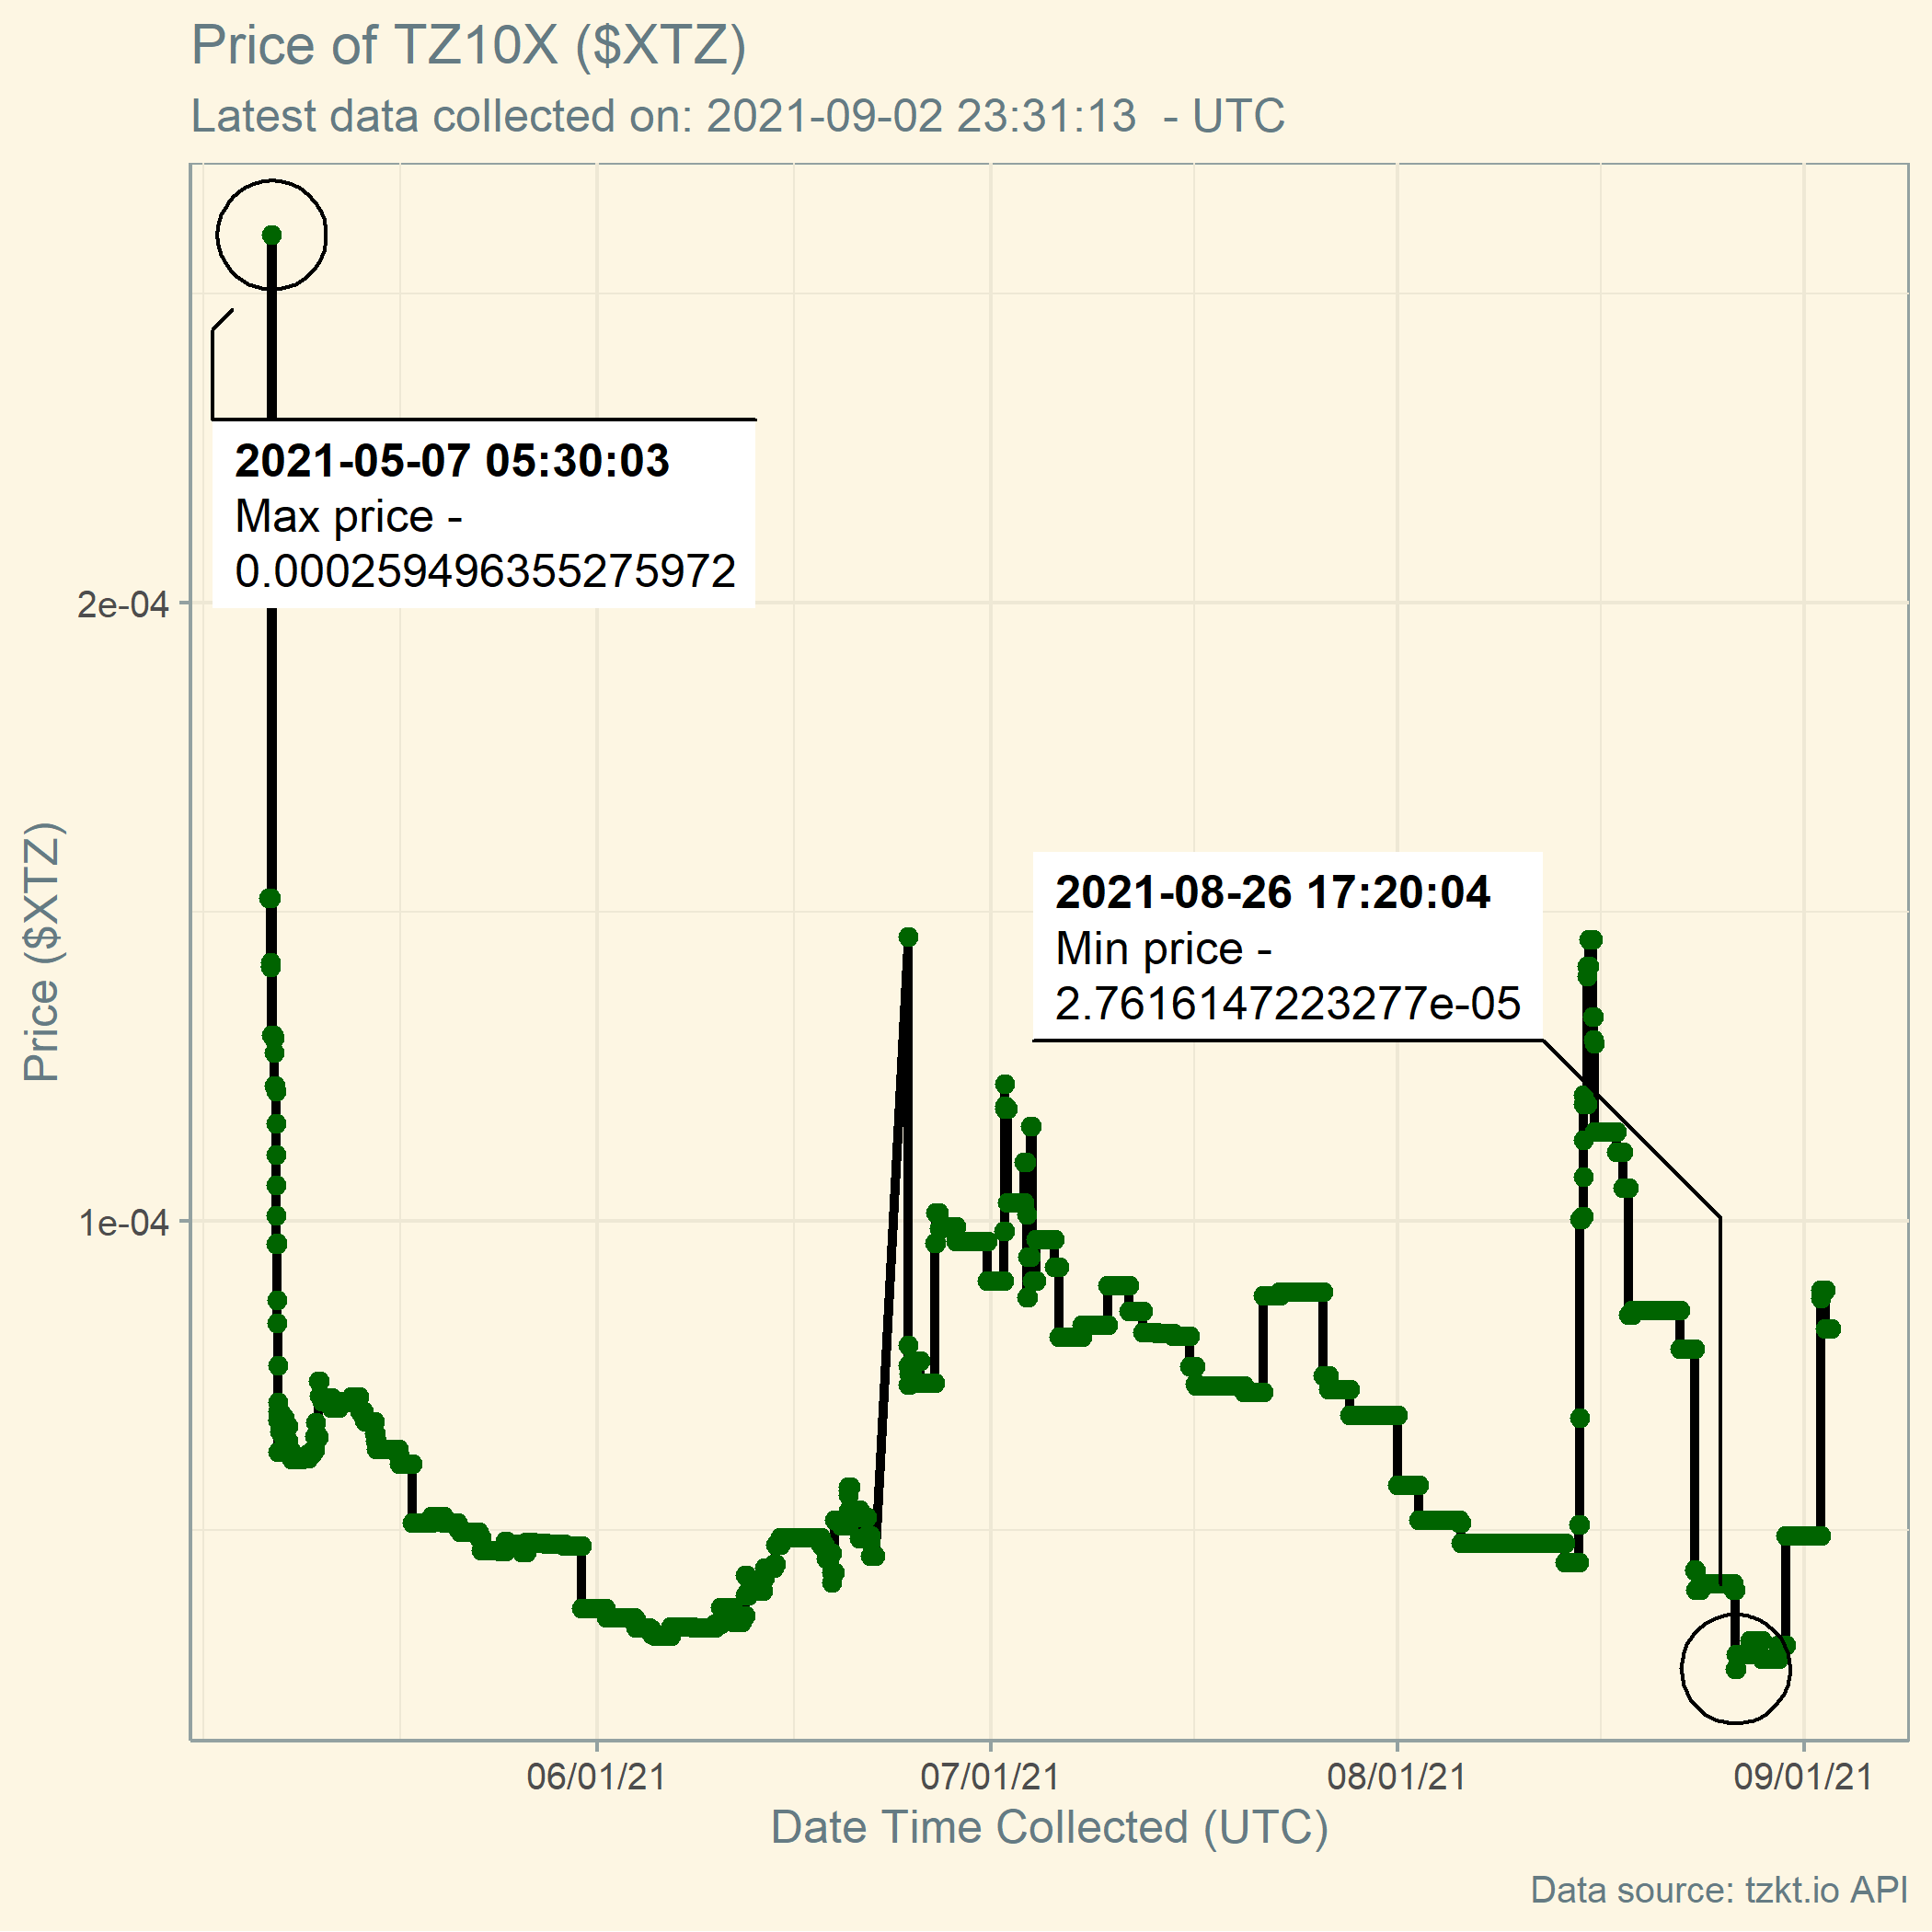 Price of TZ10X ($XTZ)
Latest data collected on: 2021-09-02 23:31:13  - UTC
2021-05-07 05:30:03
Max price -
0.000259496355275972
2e-04
2021-08-26 17:20:04
Min price -
2.7616147223277e-05
1e-04
Price ($XTZ)
06/01/21
07/01/21
08/01/21
09/01/21
Date Time Collected (UTC)
Data source: tzkt.io API